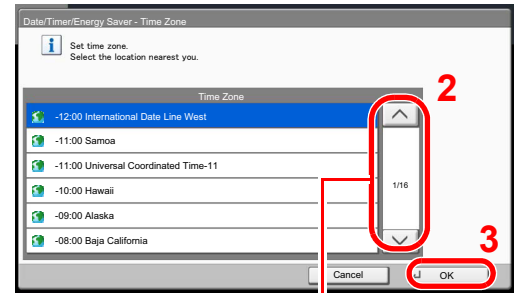 Date/Timer/Energy Saver - Time Zone
Set time zone.
Select the location nearest you.
Time Zone
2
-12:00 International Date Line West
-11:00 Samoa
-11:00 Universal Coordinated Time-11
1/16
-10:00 Hawaii
-09:00 Alaska
-08:00 Baja California
3
Cancel
OK